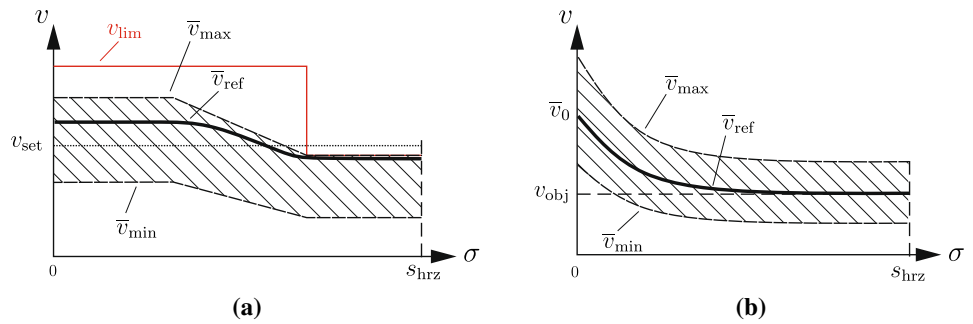 v
v_lim
v̅_max
v̅_ref
v_set
v̅_min
0
s_hrz
σ
(a)
v
v̅_0
v̅_max
v̅_ref
v_obj
v̅_min
0
s_hrz
σ
(b)